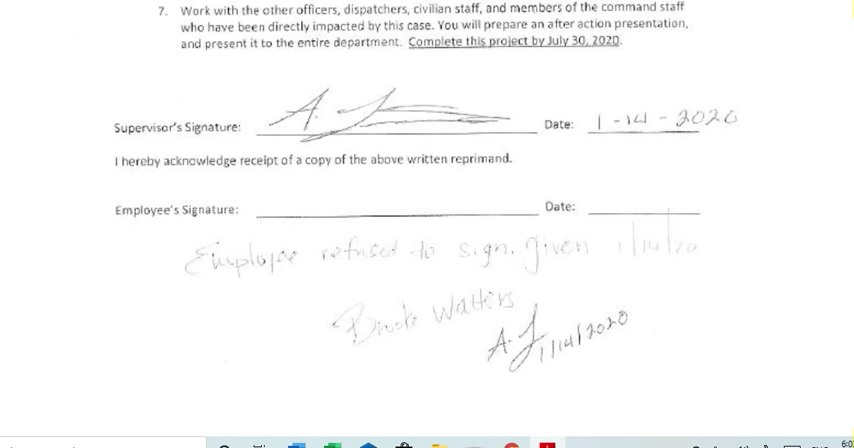 7. Work with the other officers, dispatchers, civilian staff, and members of the command staff
who have been directly impacted by this case. You will prepare an after action presentation,
and present it to the entire department. Complete this project by July 30, 2020.
Supervisor's Signature: A. Date: 1-14-2020
I hereby acknowledge receipt of a copy of the above written reprimand.
Employee's Signature: Date:
Employee refused to sign. given 1/14/20
Brooke Walters
A. 1/14/2020
6:0